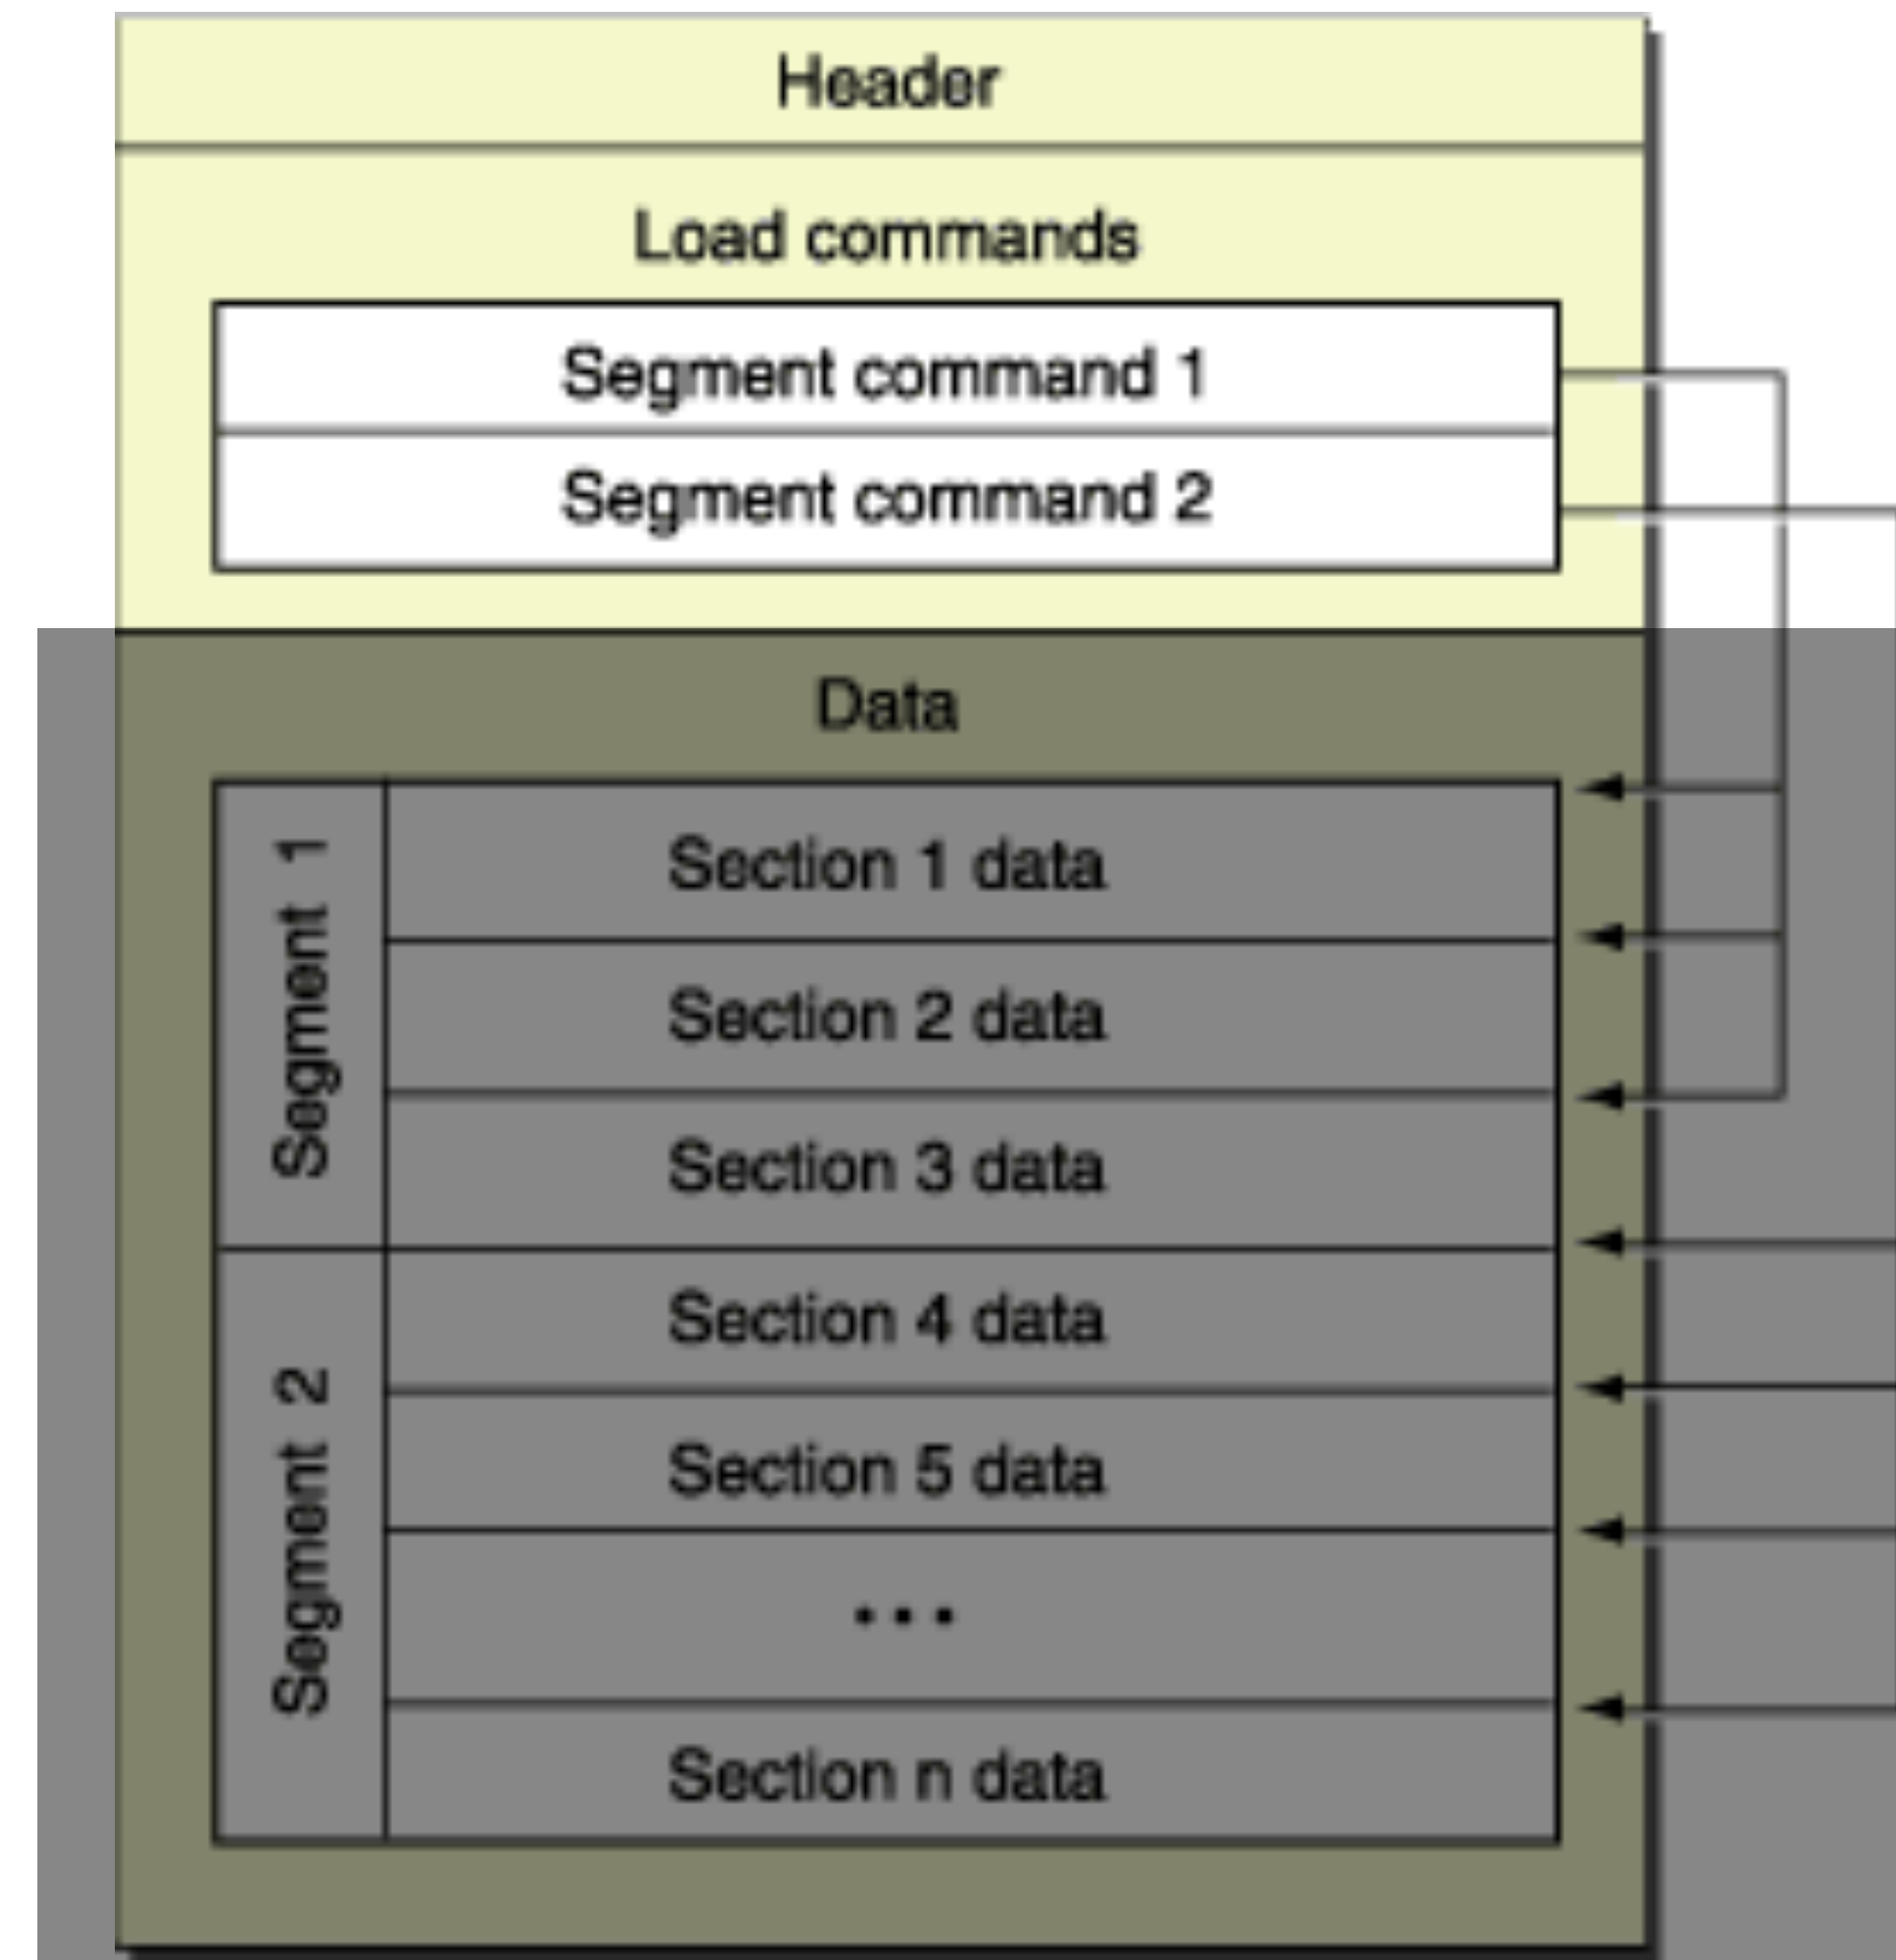 Header
Load commands
Segment command 1
Segment command 2
Data
Segment 1
Section 1 data
Section 2 data
Section 3 data
Segment 2
Section 4 data
Section 5 data
...
Section n data